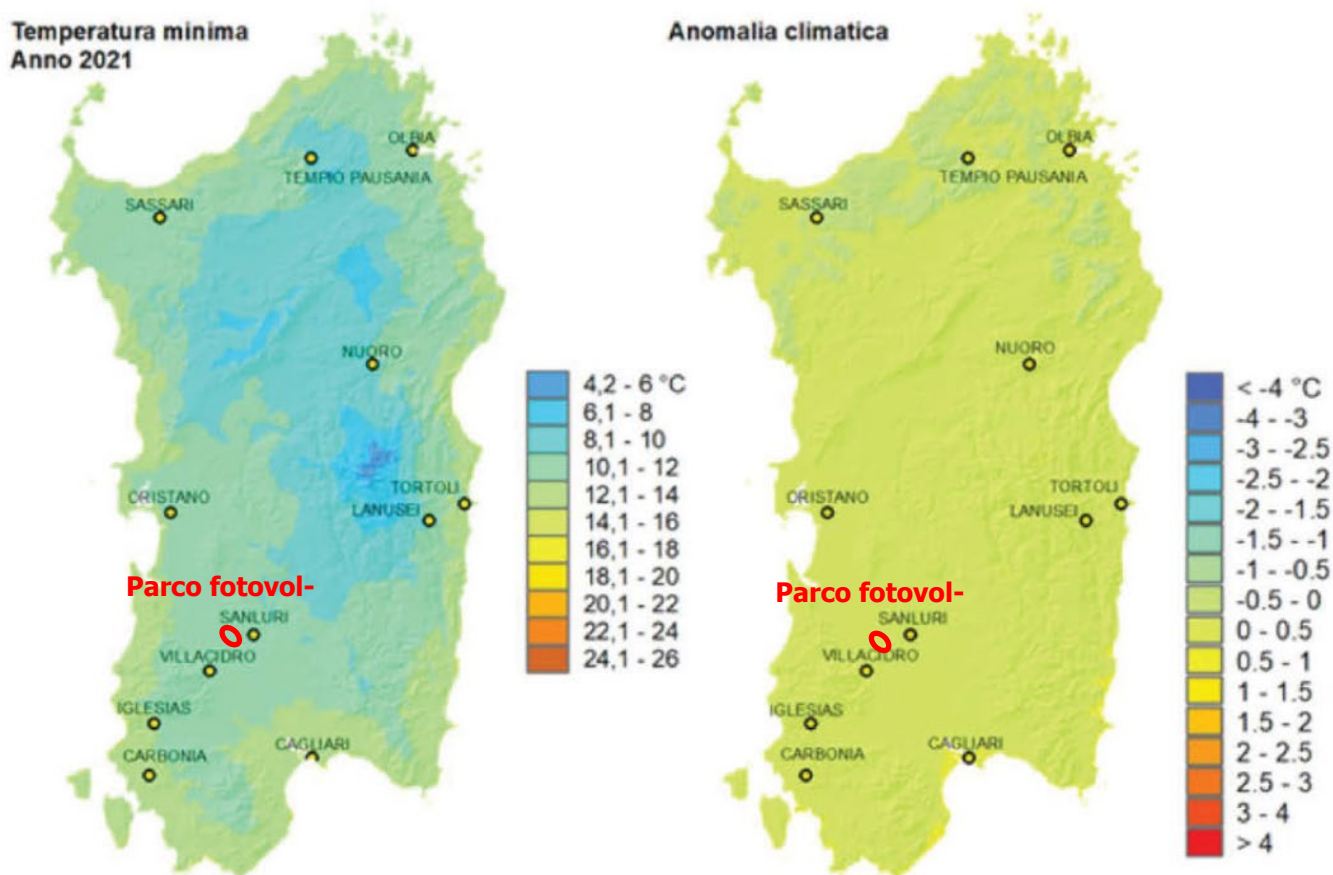 Temperatura minima
Anno 2021
OLBIA
TEMPIO PAUSANIA
SASSARI
NUORO
ORISTANO
TORTOLI
LANUSEI
Parco fotovol-
SANLURI
VILLACIDRO
IGLESIAS
CARBONIA
CAGLIARI
4,2 - 6 °C
6,1 - 8
8,1 - 10
10,1 - 12
12,1 - 14
14,1 - 16
16,1 - 18
18,1 - 20
20,1 - 22
22,1 - 24
24,1 - 26
Anomalia climatica
OLBIA
TEMPIO PAUSANIA
SASSARI
NUORO
ORISTANO
TORTOLI
LANUSEI
Parco fotovol-
SANLURI
VILLACIDRO
IGLESIAS
CARBONIA
CAGLIARI
< -4 °C
-4 - -3
-3 - -2.5
-2.5 - -2
-2 - -1.5
-1.5 - -1
-1 - -0.5
-0.5 - 0
0 - 0.5
0.5 - 1
1 - 1.5
1.5 - 2
2 - 2.5
2.5 - 3
3 - 4
> 4